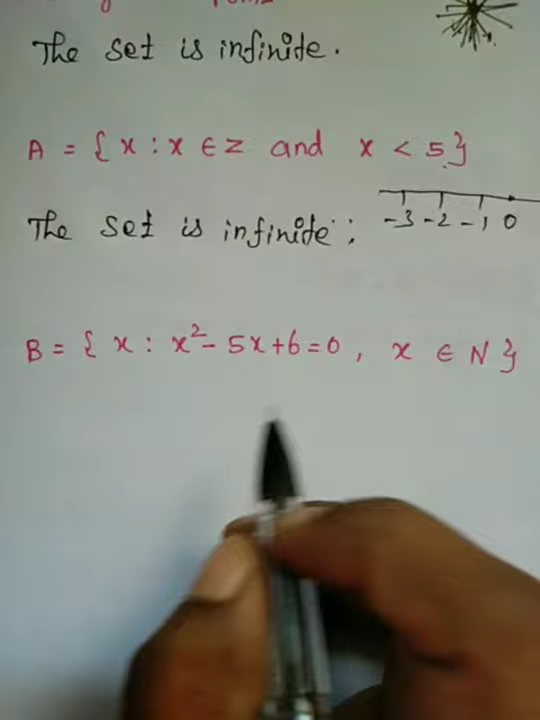 The set is infinite.
A = { x : x ∈ Z and x < 5 }
The set is infinite.
-3 -2 -1 0
B = { x : x² - 5x + 6 = 0 , x ∈ N }